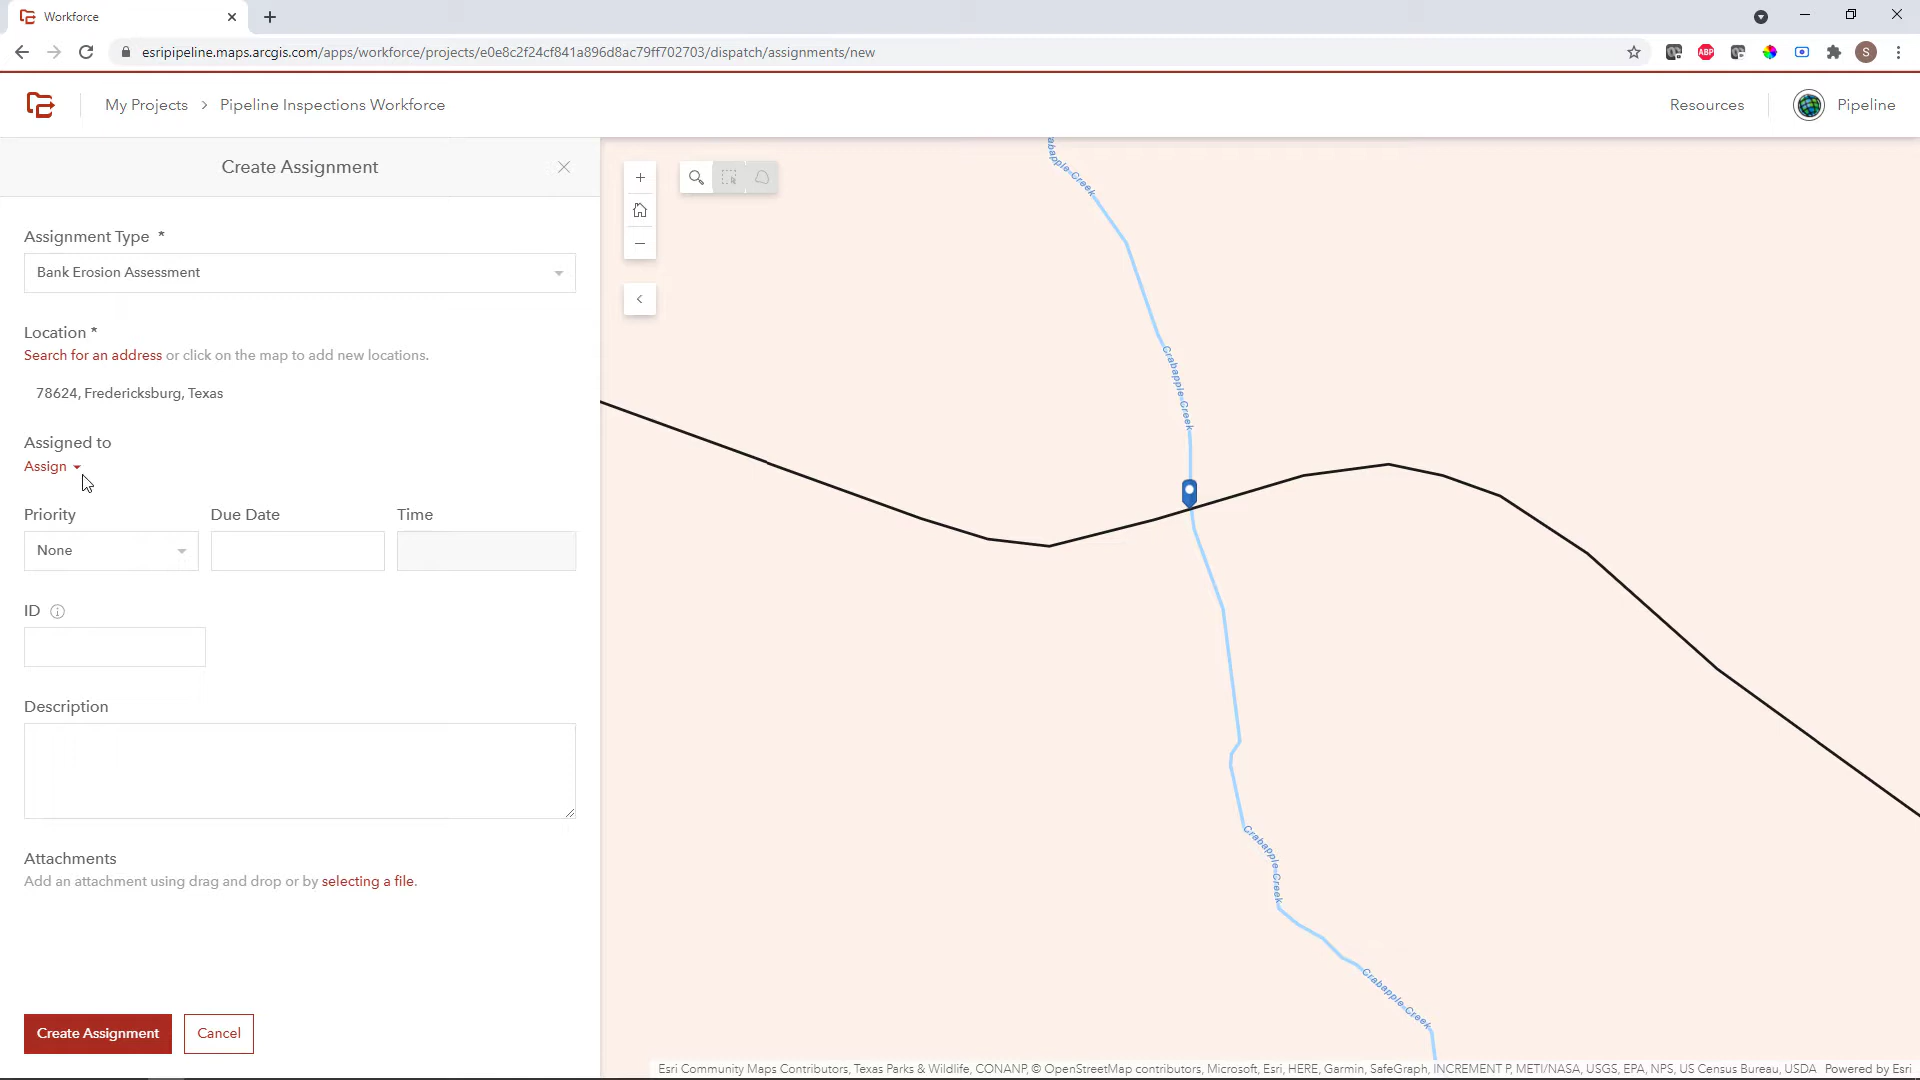 Workforce
esripipeline.maps.arcgis.com/apps/workforce/projects/e0e8c2f24cf841a896d8ac79ff702703/dispatch/assignments/new
ABP
S
My Projects > Pipeline Inspections Workforce
Resources
Pipeline
Create Assignment
Assignment Type *
Bank Erosion Assessment
Location *
Search for an address or click on the map to add new locations.
78624, Fredericksburg, Texas
Assigned to
Assign
Priority
Due Date
Time
None
ID
Description
Attachments
Add an attachment using drag and drop or by selecting a file.
Create Assignment
Cancel
abapple-Creek
Crabapple-Creek
Crabapple-Creek
Crabapple-Creek
Esri Community Maps Contributors, Texas Parks & Wildlife, CONANP, © OpenStreetMap contributors, Microsoft, Esri, HERE, Garmin, SafeGraph, INCREMENT P, METI/NASA, USGS, EPA, NPS, US Census Bureau, USDA
Powered by Esri